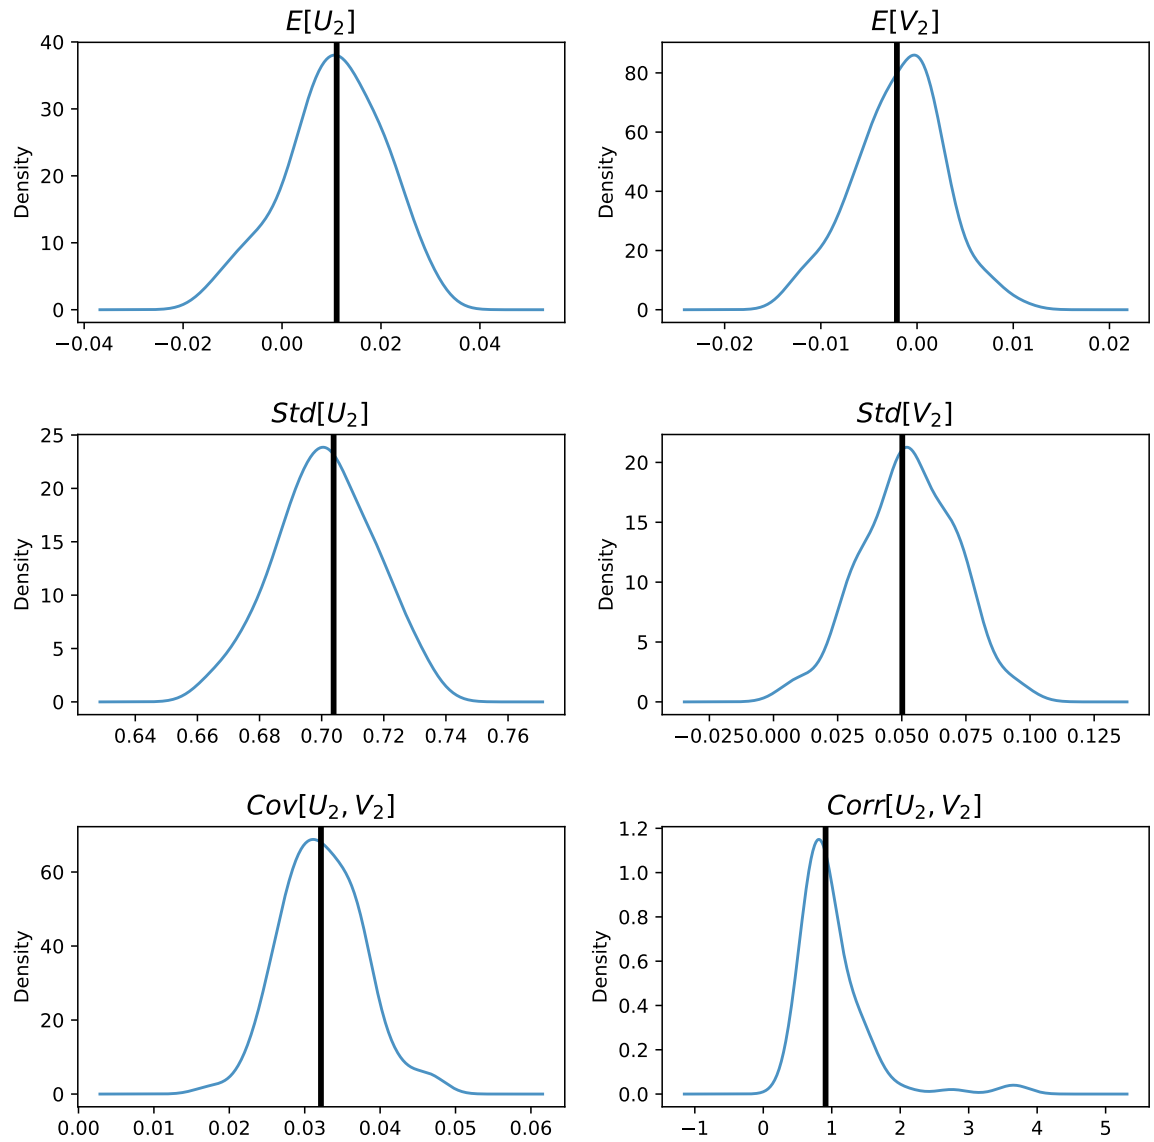 E[U₂]
Density
40
30
20
10
0
−0.04 −0.02 0.00 0.02 0.04
E[V₂]
Density
80
60
40
20
0
−0.02 −0.01 0.00 0.01 0.02
Std[U₂]
Density
25
20
15
10
5
0
0.64 0.66 0.68 0.70 0.72 0.74 0.76
Std[V₂]
Density
20
15
10
5
0
−0.025 0.000 0.025 0.050 0.075 0.100 0.125
Cov[U₂, V₂]
Density
60
40
20
0
0.00 0.01 0.02 0.03 0.04 0.05 0.06
Corr[U₂, V₂]
Density
1.2
1.0
0.8
0.6
0.4
0.2
0.0
−1 0 1 2 3 4 5